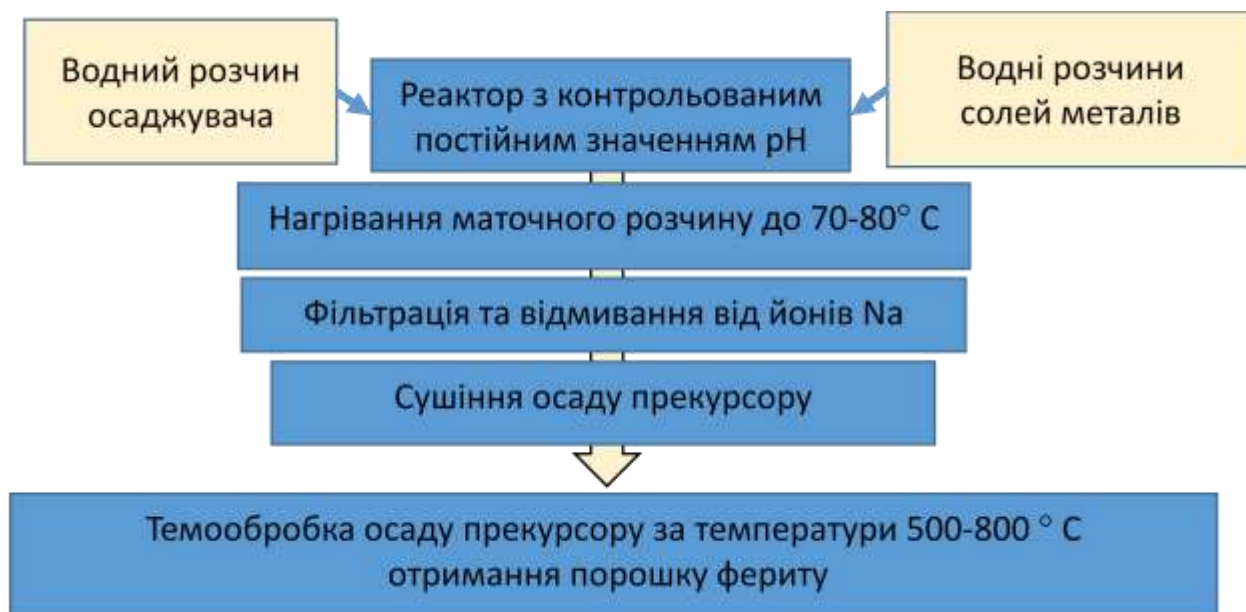 Водний розчин
осаджувача
Реактор з контрольованим
постійним значенням pH
Водні розчини
солей металів
Нагрівання маточного розчину до 70-80° C
Фільтрація та відмивання від йонів Na
Сушіння осаду прекурсору
Темообробка осаду прекурсору за температури 500-800 ° C
отримання порошку фериту